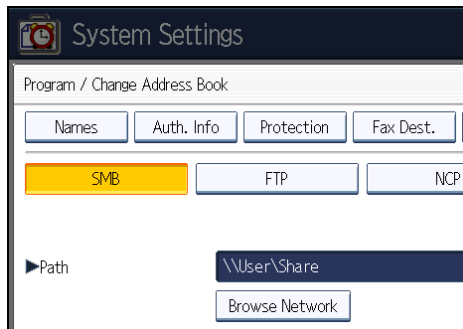 System Settings
Program / Change Address Book
Names Auth. Info Protection Fax Dest.
SMB FTP NCP
▶Path \\User\Share
Browse Network